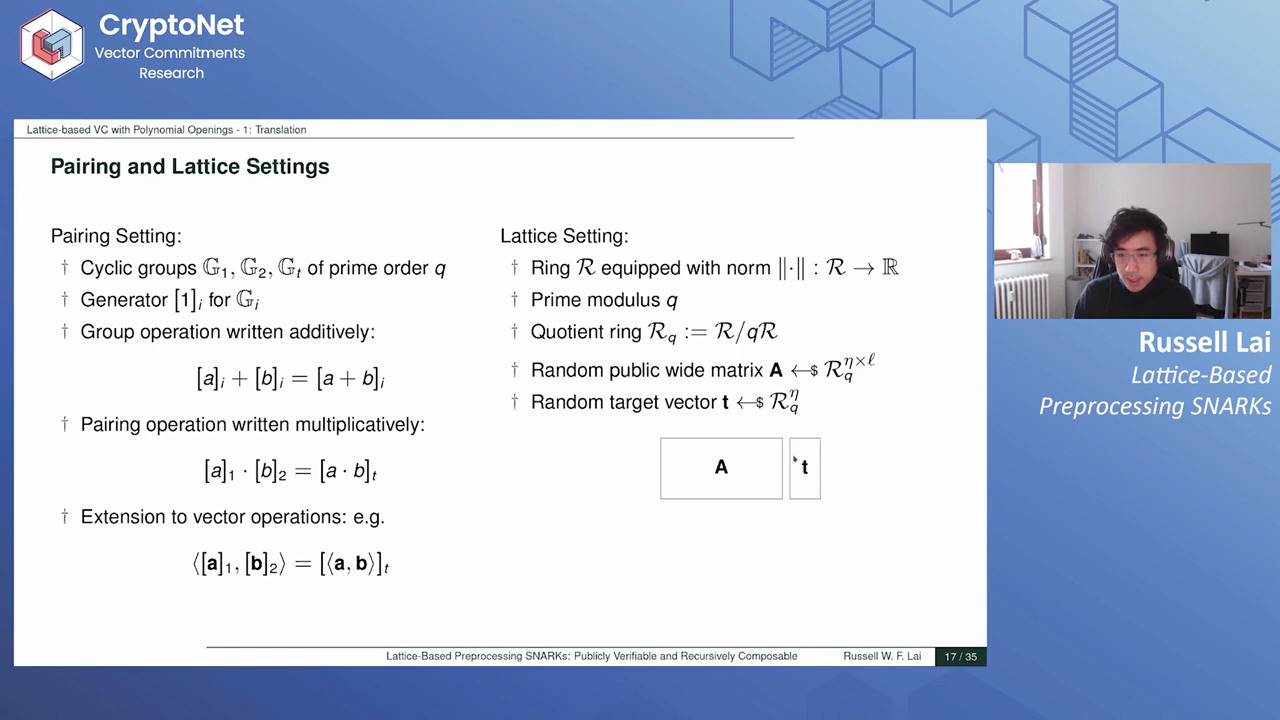 CryptoNet
Vector Commitments
Research
Lattice-based VC with Polynomial Openings - 1: Translation
Pairing and Lattice Settings
Pairing Setting:
† Cyclic groups 𝔾₁, 𝔾₂, 𝔾ₜ of prime order q
† Generator [1]ᵢ for 𝔾ᵢ
† Group operation written additively:
[a]ᵢ + [b]ᵢ = [a + b]ᵢ
† Pairing operation written multiplicatively:
[a]₁ · [b]₂ = [a · b]ₜ
† Extension to vector operations: e.g.
⟨[a]₁, [b]₂⟩ = [⟨a, b⟩]ₜ
Lattice Setting:
† Ring ℛ equipped with norm ‖·‖ : ℛ → ℝ
† Prime modulus q
† Quotient ring ℛ_q := ℛ/qℛ
† Random public wide matrix A ←$ ℛ_q^{η×ℓ}
† Random target vector t ←$ ℛ_q^η
A t
Lattice-Based Preprocessing SNARKs: Publicly Verifiable and Recursively Composable Russell W. F. Lai 17 / 35
Russell Lai
Lattice-Based
Preprocessing SNARKs